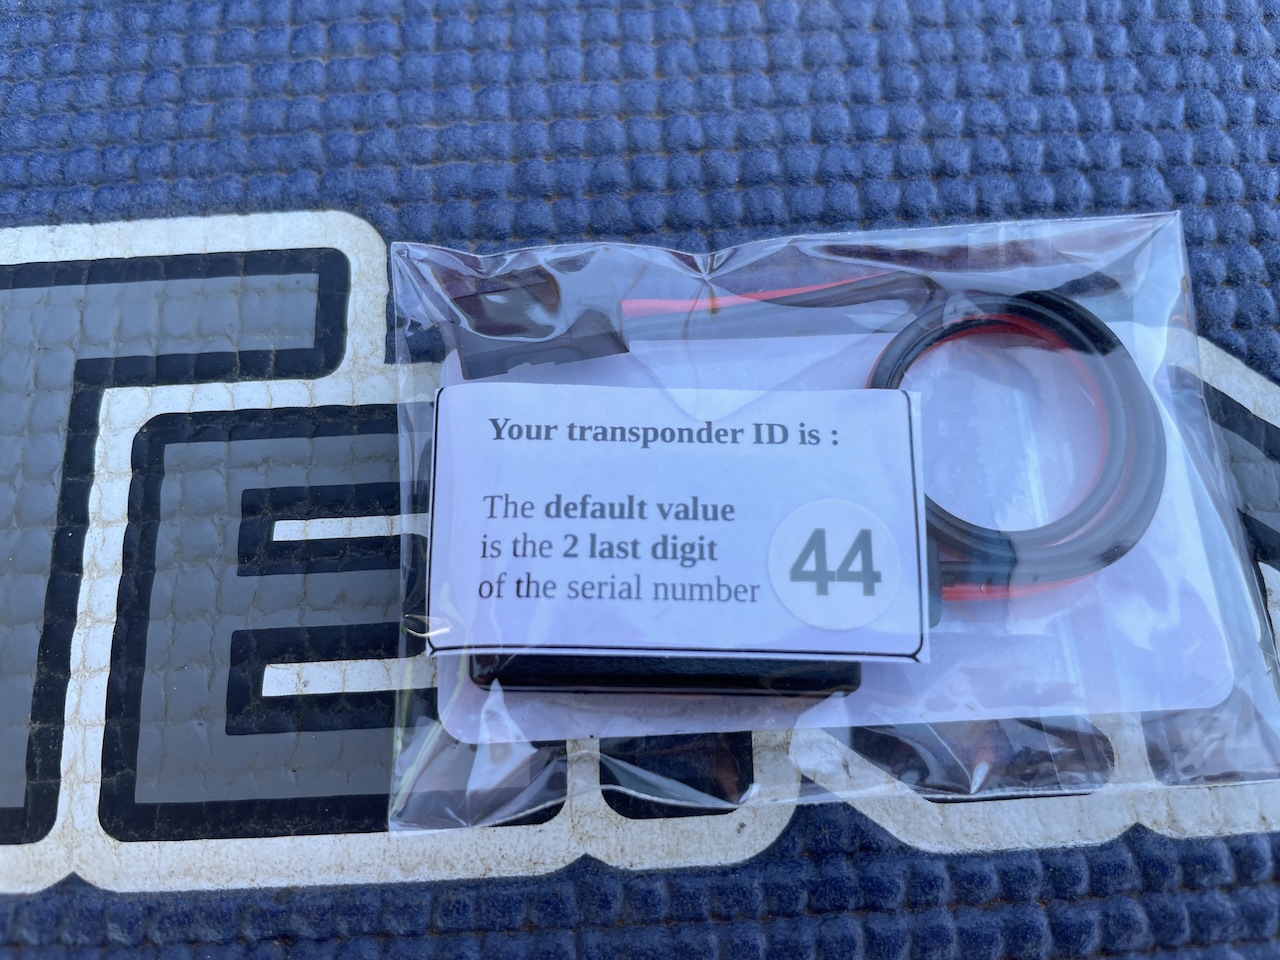 Your transponder ID is :
The default value
is the 2 last digit
of the serial number
44